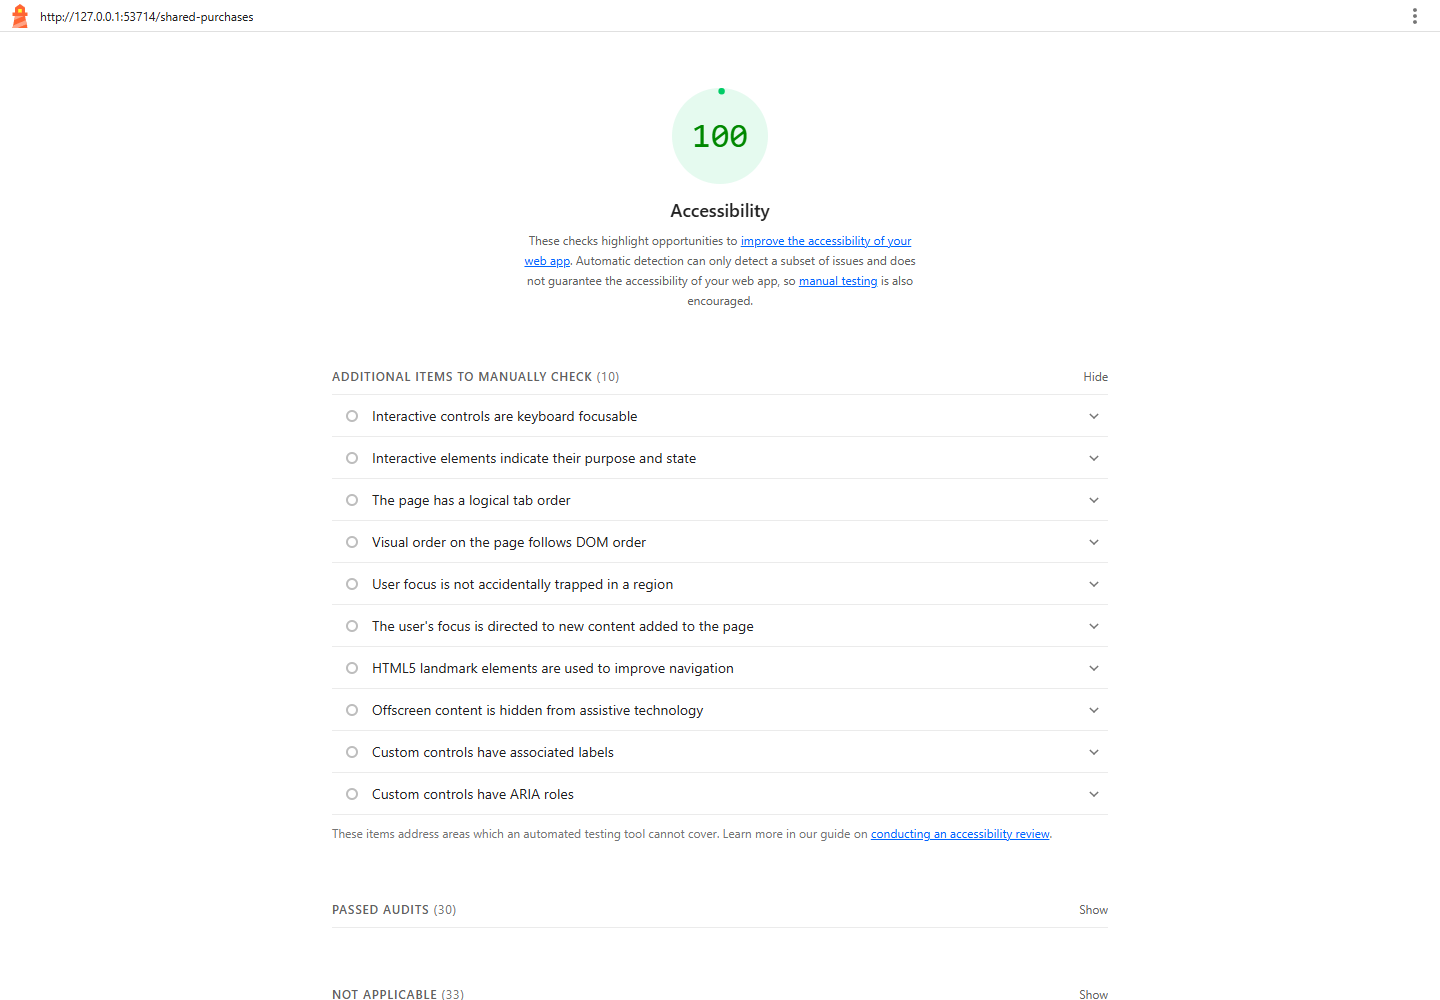 http://127.0.0.1:53714/shared-purchases
100
Accessibility
These checks highlight opportunities to improve the accessibility of your
web app. Automatic detection can only detect a subset of issues and does
not guarantee the accessibility of your web app, so manual testing is also
encouraged.
ADDITIONAL ITEMS TO MANUALLY CHECK (10) Hide
Interactive controls are keyboard focusable
Interactive elements indicate their purpose and state
The page has a logical tab order
Visual order on the page follows DOM order
User focus is not accidentally trapped in a region
The user's focus is directed to new content added to the page
HTML5 landmark elements are used to improve navigation
Offscreen content is hidden from assistive technology
Custom controls have associated labels
Custom controls have ARIA roles
These items address areas which an automated testing tool cannot cover. Learn more in our guide on conducting an accessibility review.
PASSED AUDITS (30) Show
NOT APPLICABLE (33) Show